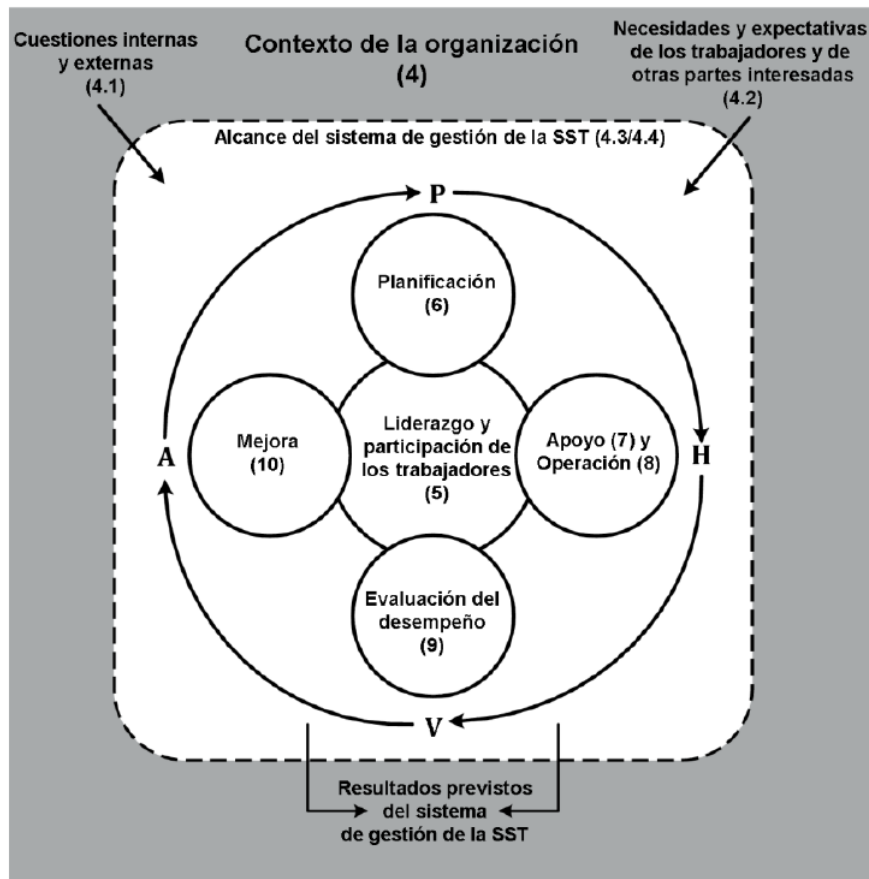 Cuestiones internas
y externas
(4.1)
Contexto de la organización
(4)
Necesidades y expectativas
de los trabajadores y de
otras partes interesadas
(4.2)
Alcance del sistema de gestión de la SST (4.3/4.4)
P
Planificación
(6)
A
Mejora
(10)
Liderazgo y
participación de
los trabajadores
(5)
Apoyo (7) y
Operación (8)
H
Evaluación del
desempeño
(9)
V
Resultados previstos
del sistema
de gestión de la SST